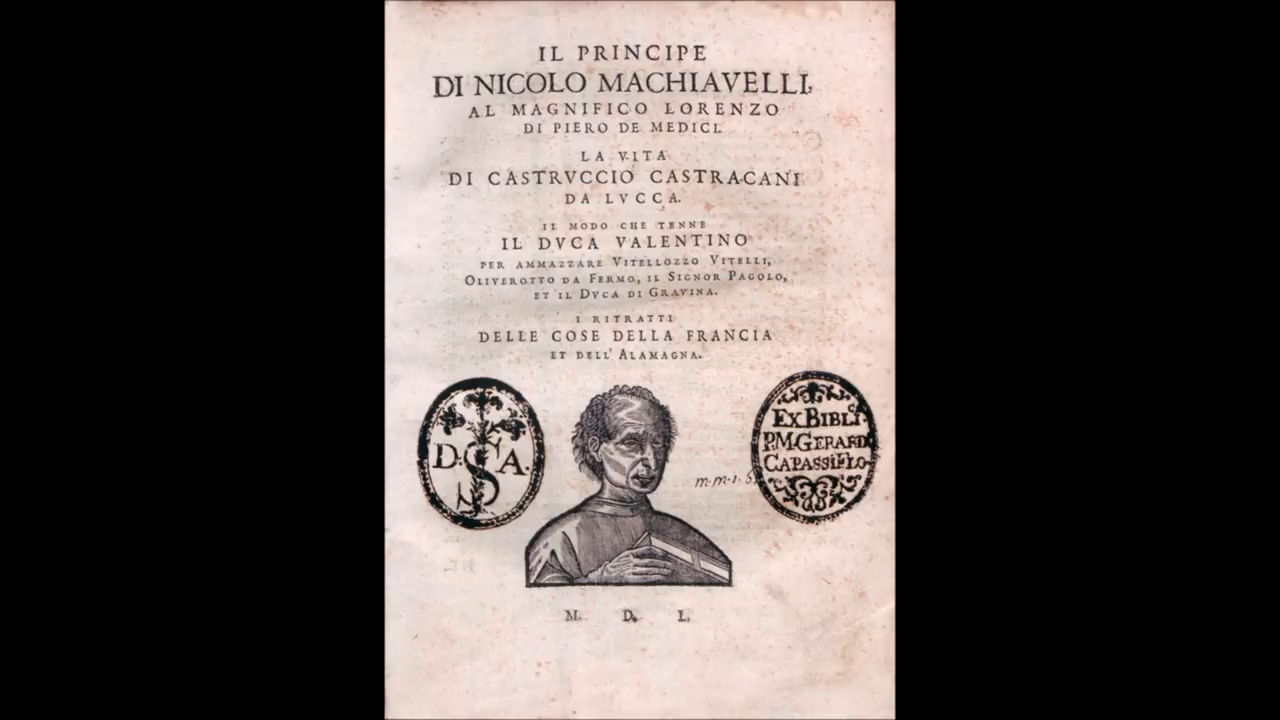 IL PRINCIPE
DI NICOLO MACHIAVELLI,
AL MAGNIFICO LORENZO
DI PIERO DE MEDICI.
LA VITA
DI CASTRVCCIO CASTRACANI
DA LVCCA.
IL MODO CHE TENNE
IL DVCA VALENTINO
PER AMMAZZARE VITELLOZZO VITELLI,
OLIVEROTTO DA FERMO, IL SIGNOR PAGOLO,
ET IL DVCA DI GRAVINA.
I RITRATTI
DELLE COSE DELLA FRANCIA
ET DELL' ALAMAGNA.
D. S A.
EX BIBLI
P.M. GERARD
CAPASSI FLO
m.m.1.
M. D. L.